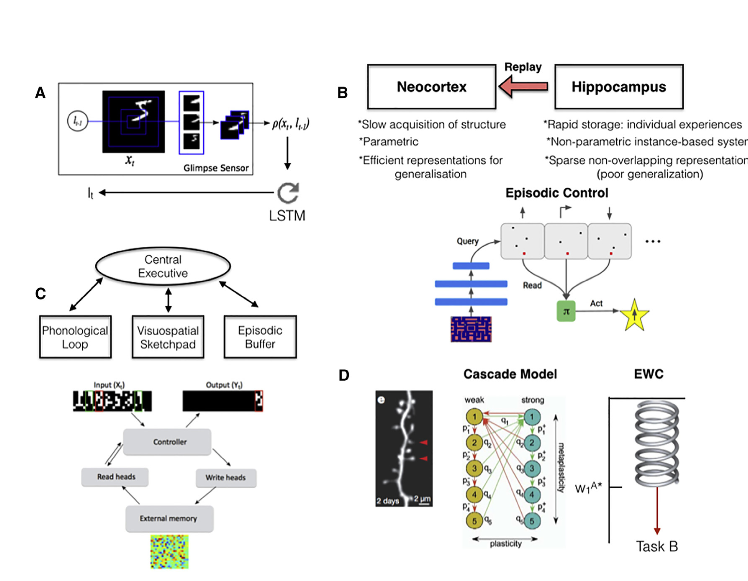 A
l_{t-1}
x_t
ρ(x_t, l_{t-1})
Glimpse Sensor
l_t
LSTM
B
Neocortex
Replay
Hippocampus
*Slow acquisition of structure
*Parametric
*Efficient representations for
generalisation
*Rapid storage: individual experiences
*Non-parametric instance-based system
*Sparse non-overlapping representation
(poor generalization)
Episodic Control
Query
Read
π
Act
C
Central
Executive
Phonological
Loop
Visuospatial
Sketchpad
Episodic
Buffer
Input (X_t)
Output (Y_t)
Controller
Read heads
Write heads
External memory
D
e
2 days
2 μm
Cascade Model
weak
strong
1
2
3
4
5
1
2
3
4
5
p_1^-
p_2^-
p_3^-
p_4^-
q_1
q_2
q_3
q_4
q_5
q_2
q_3
q_4
q_5
p_1^+
p_2^+
p_3^+
p_4^+
metaplasticity
plasticity
EWC
W_1^{A*}
Task B